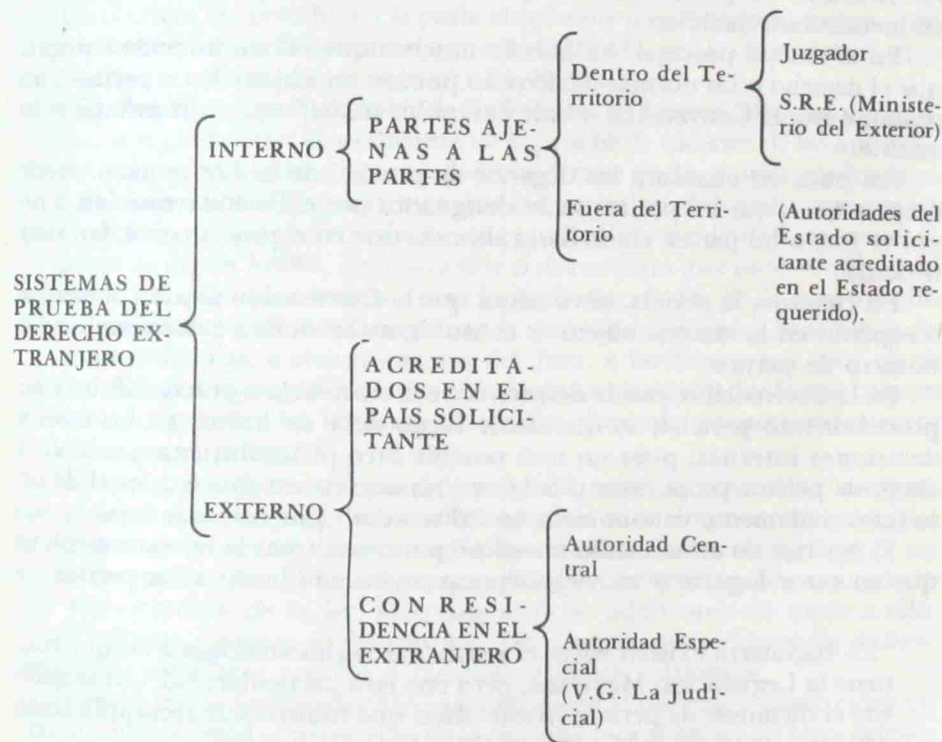 SISTEMAS DE
PRUEBA DEL
DERECHO EX-
TRANJERO
INTERNO
PARTES AJE-
NAS A LAS
PARTES
Dentro del Te-
rritorio
Juzgador
S.R.E. (Ministe-
rio del Exterior)
Fuera del Terri-
torio
(Autoridades del
Estado solici-
tante acreditado
en el Estado re-
querido).
EXTERNO
ACREDITA-
DOS EN EL
PAIS SOLICI-
TANTE
CON RESI-
DENCIA EN EL
EXTRANJERO
Autoridad Cen-
tral
Autoridad Espe-
cial
(V.G. La Judi-
cial)